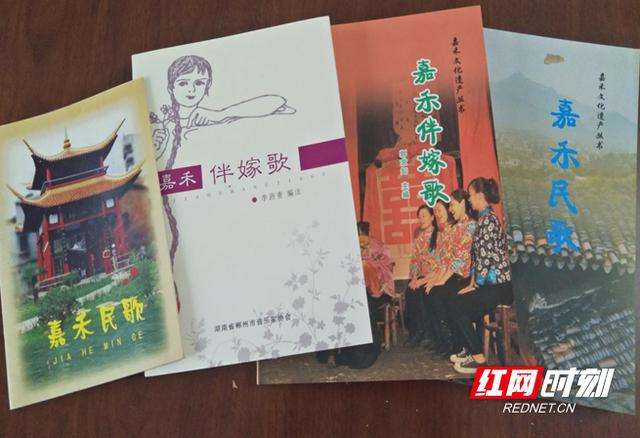 嘉禾民歌
JIA HE MIN GE
嘉禾 伴嫁歌
编注
湖南省郴州市音乐家协会
嘉禾文化遗产丛书
嘉禾伴嫁歌
主编
嘉禾文化遗产丛书
嘉禾民歌
红网时刻
REDNET.CN